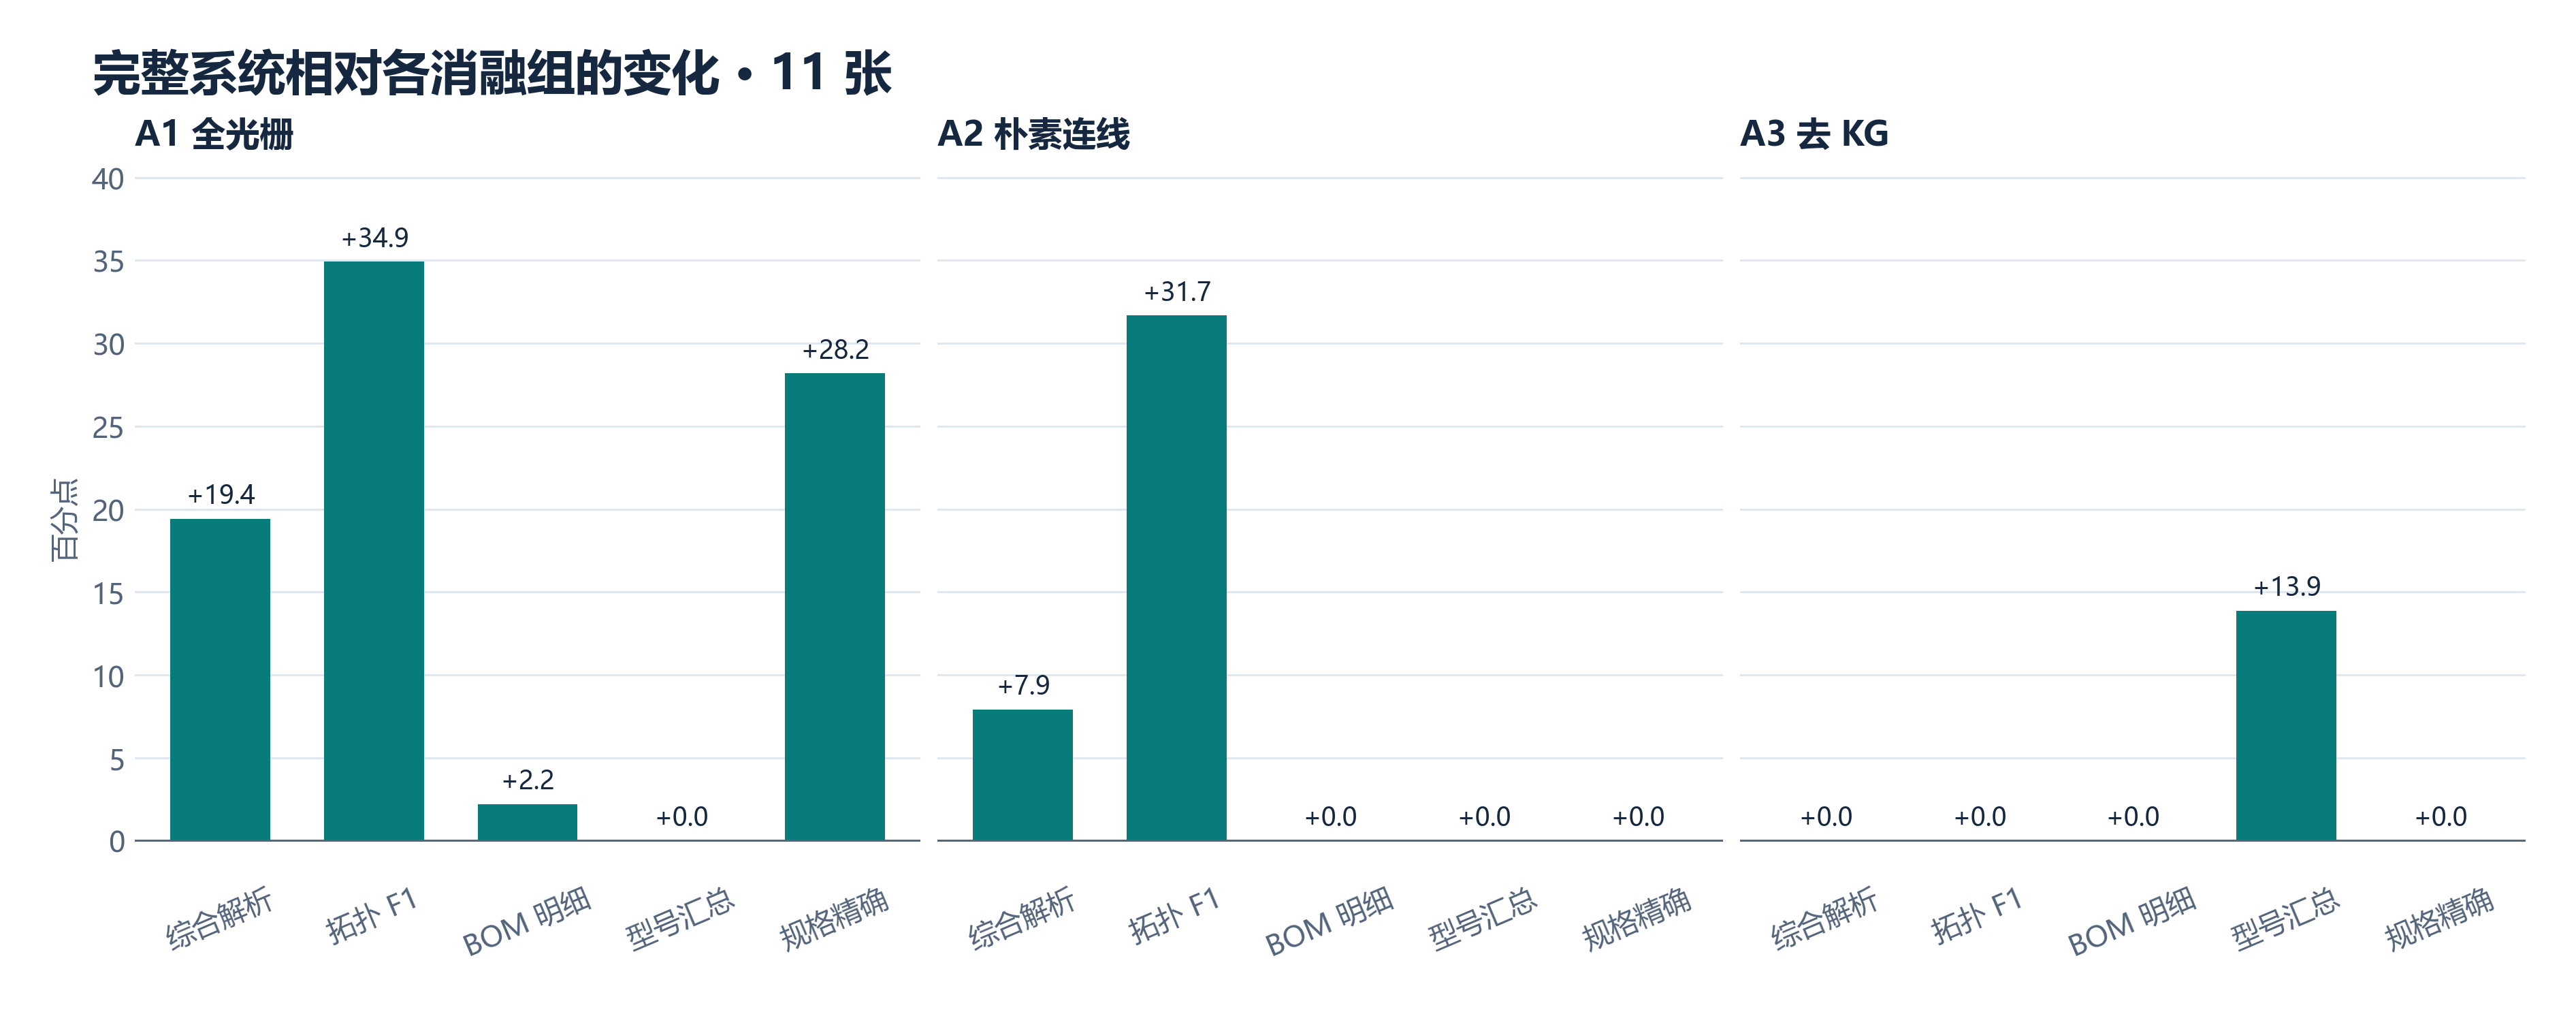 完整系统相对各消融组的变化 • 11 张
A1 全光栅
A2 朴素连线
A3 去 KG
百分点
40
35
30
25
20
15
10
5
0
+19.4
+34.9
+2.2
+0.0
+28.2
+7.9
+31.7
+0.0
+0.0
+0.0
+0.0
+0.0
+0.0
+13.9
+0.0
综合解析
拓扑 F1
BOM 明细
型号汇总
规格精确
综合解析
拓扑 F1
BOM 明细
型号汇总
规格精确
综合解析
拓扑 F1
BOM 明细
型号汇总
规格精确